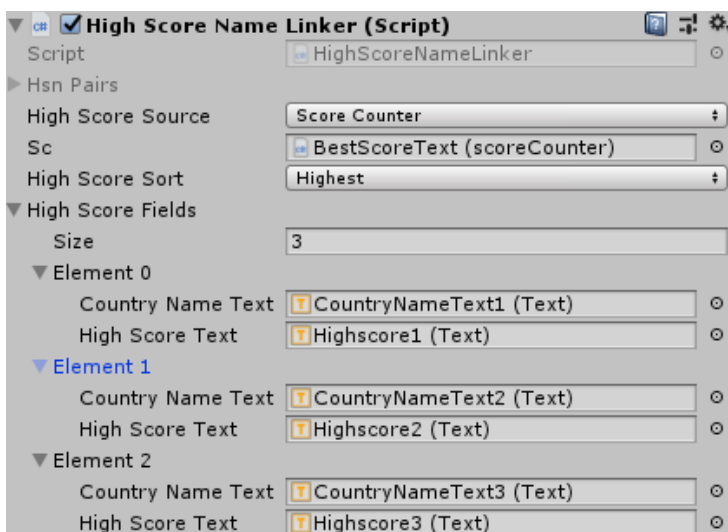 High Score Name Linker (Script)
Script HighScoreNameLinker
Hsn Pairs
High Score Source Score Counter
Sc BestScoreText (scoreCounter)
High Score Sort Highest
High Score Fields
Size 3
Element 0
Country Name Text CountryNameText1 (Text)
High Score Text Highscore1 (Text)
Element 1
Country Name Text CountryNameText2 (Text)
High Score Text Highscore2 (Text)
Element 2
Country Name Text CountryNameText3 (Text)
High Score Text Highscore3 (Text)